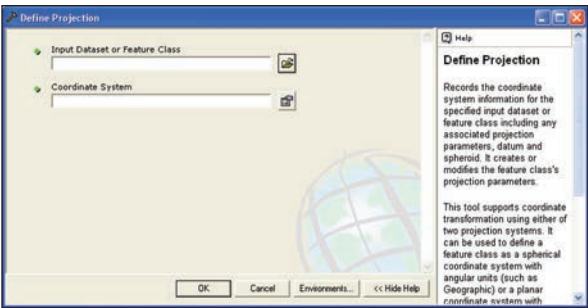 Define Projection
Input Dataset or Feature Class
Coordinate System
OK
Cancel
Environments...
<< Hide Help
Help
Define Projection
Records the coordinate
system information for the
specified input dataset or
feature class including any
associated projection
parameters, datum and
spheroid. It creates or
modifies the feature class's
projection parameters.
This tool supports coordinate
transformation using either of
two projection systems. It
can be used to define a
feature class as a spherical
coordinate system with
angular units (such as
Geographic) or a planar
coordinate system with